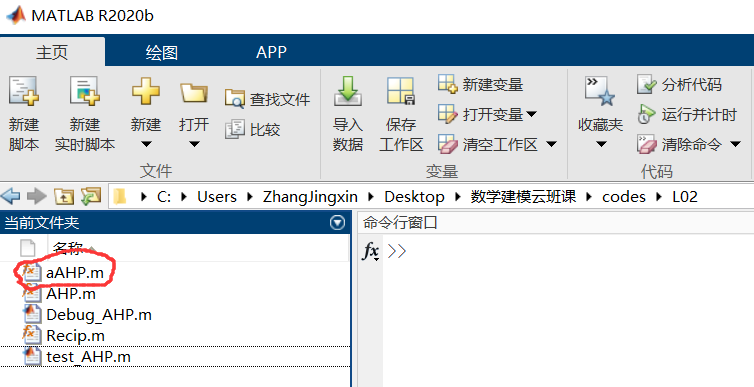 MATLAB R2020b
主页 绘图 APP
新建 脚本
新建 实时脚本
新建
打开
查找文件
比较
导入 数据
保存 工作区
新建变量
打开变量
清空工作区
收藏夹
分析代码
运行并计时
清除命令
文件 变量 代码
C: Users ZhangJingxin Desktop 数学建模云班课 codes L02
当前文件夹
名称
aAHP.m
AHP.m
Debug_AHP.m
Recip.m
test_AHP.m
命令行窗口
fx >>